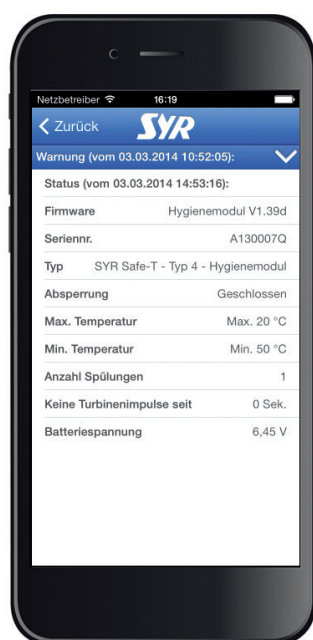 Netzbetreiber 16:19
Zurück SYR
Warnung (vom 03.03.2014 10:52:05):
Status (vom 03.03.2014 14:53:16):
Firmware Hygienemodul V1.39d
Seriennr. A130007Q
Typ SYR Safe-T - Typ 4 - Hygienemodul
Absperrung Geschlossen
Max. Temperatur Max. 20 °C
Min. Temperatur Min. 50 °C
Anzahl Spülungen 1
Keine Turbinenimpulse seit 0 Sek.
Batteriespannung 6,45 V